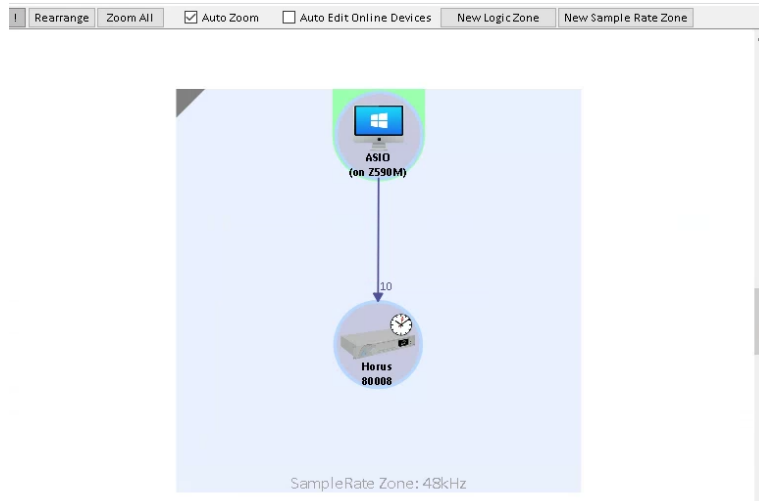 ! Rearrange Zoom All Auto Zoom Auto Edit Online Devices New Logic Zone New Sample Rate Zone
ASIO
(on Z590M)
10
Horus
80008
SampleRate Zone: 48kHz